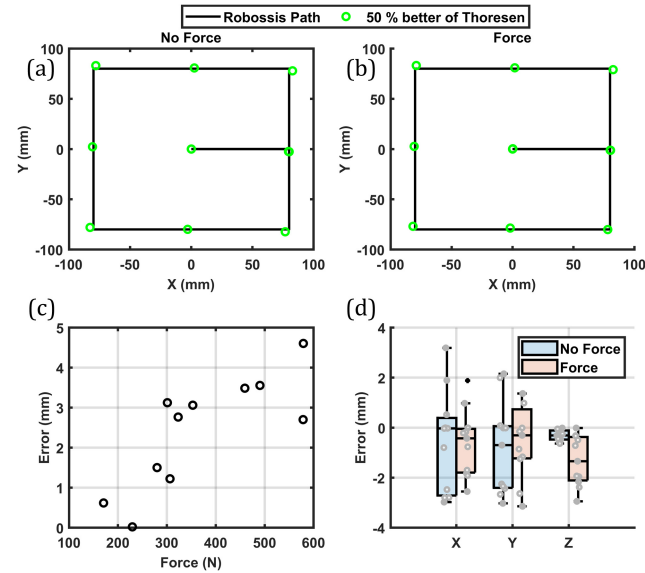 Robossis Path 50 % better of Thoresen
No Force
Force
(a)
(b)
100
50
0
-50
-100
Y (mm)
-100 -50 0 50 100
X (mm)
100
50
0
-50
-100
Y (mm)
-100 -50 0 50 100
X (mm)
(c)
(d)
5
4
3
2
1
0
Error (mm)
100 200 300 400 500 600
Force (N)
4
2
0
-2
-4
Error (mm)
No Force
Force
X Y Z